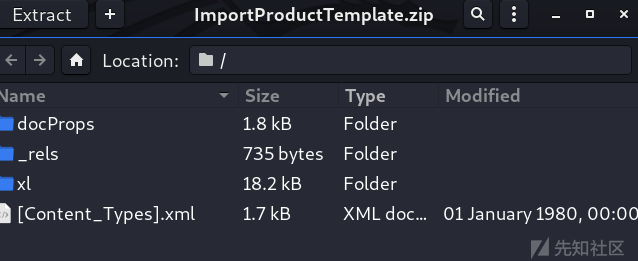 Extract + ImportProductTemplate.zip
Location: /
Name Size Type Modified
docProps 1.8 kB Folder
_rels 735 bytes Folder
xl 18.2 kB Folder
[Content_Types].xml 1.7 kB XML doc... 01 January 1980, 00:00
先知社区